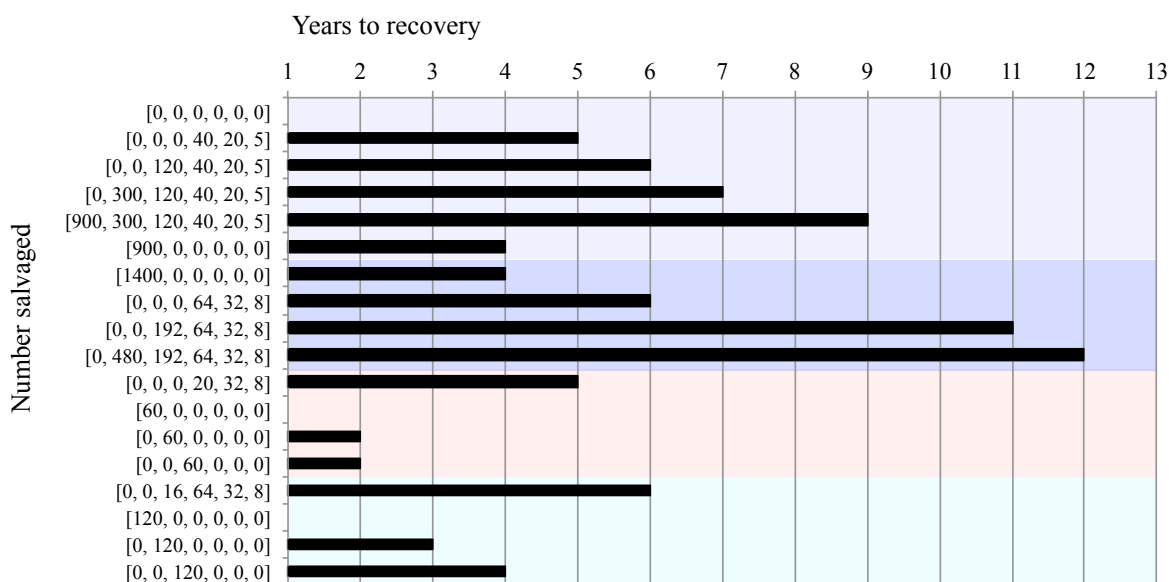 Years to recovery
1 2 3 4 5 6 7 8 9 10 11 12 13
Number salvaged
[0, 0, 0, 0, 0, 0]
[0, 0, 0, 40, 20, 5]
[0, 0, 120, 40, 20, 5]
[0, 300, 120, 40, 20, 5]
[900, 300, 120, 40, 20, 5]
[900, 0, 0, 0, 0, 0]
[1400, 0, 0, 0, 0, 0]
[0, 0, 0, 64, 32, 8]
[0, 0, 192, 64, 32, 8]
[0, 480, 192, 64, 32, 8]
[0, 0, 0, 20, 32, 8]
[60, 0, 0, 0, 0, 0]
[0, 60, 0, 0, 0, 0]
[0, 0, 60, 0, 0, 0]
[0, 0, 16, 64, 32, 8]
[120, 0, 0, 0, 0, 0]
[0, 120, 0, 0, 0, 0]
[0, 0, 120, 0, 0, 0]